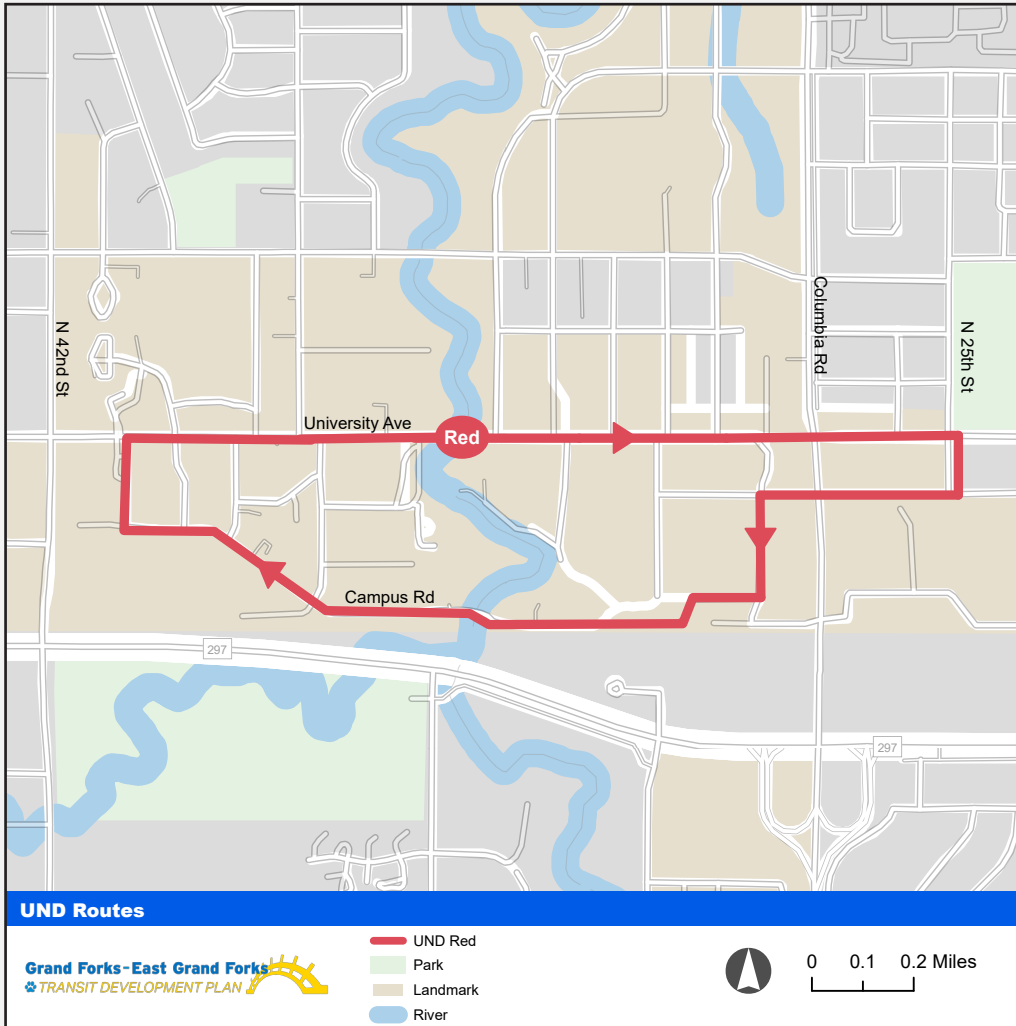 Columbia Rd
N 42nd St
N 25th St
University Ave
Red
Campus Rd
297
297
UND Routes
Grand Forks-East Grand Forks
TRANSIT DEVELOPMENT PLAN
UND Red
Park
Landmark
River
0 0.1 0.2 Miles